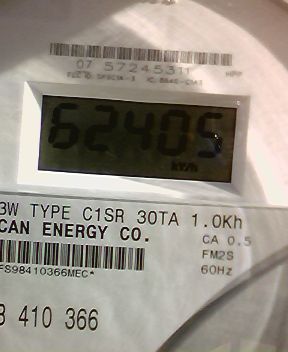 07 57245311
HPP
62405
kWh
3W TYPE C1SR 30TA 1.0Kh
CAN ENERGY CO.
CA 0.5
FM2S
60Hz
FS98410366MEC*
410 366